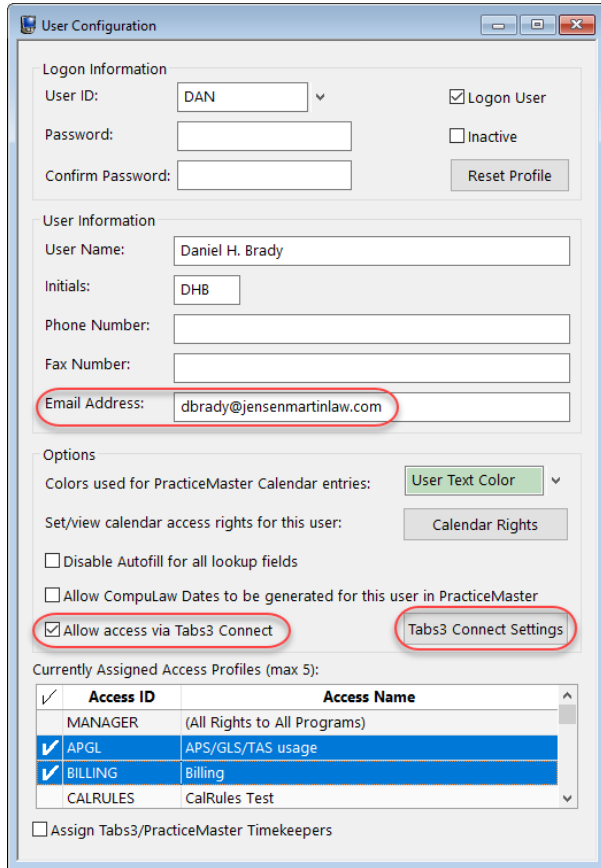 User Configuration
Logon Information
User ID: DAN Logon User
Password: Inactive
Confirm Password: Reset Profile
User Information
User Name: Daniel H. Brady
Initials: DHB
Phone Number:
Fax Number:
Email Address: dbrady@jensenmartinlaw.com
Options
Colors used for PracticeMaster Calendar entries: User Text Color
Set/view calendar access rights for this user: Calendar Rights
Disable Autofill for all lookup fields
Allow CompuLaw Dates to be generated for this user in PracticeMaster
Allow access via Tabs3 Connect Tabs3 Connect Settings
Currently Assigned Access Profiles (max 5):
Access ID Access Name
MANAGER (All Rights to All Programs)
APGL APS/GLS/TAS usage
BILLING Billing
CALRULES CalRules Test
Assign Tabs3/PracticeMaster Timekeepers